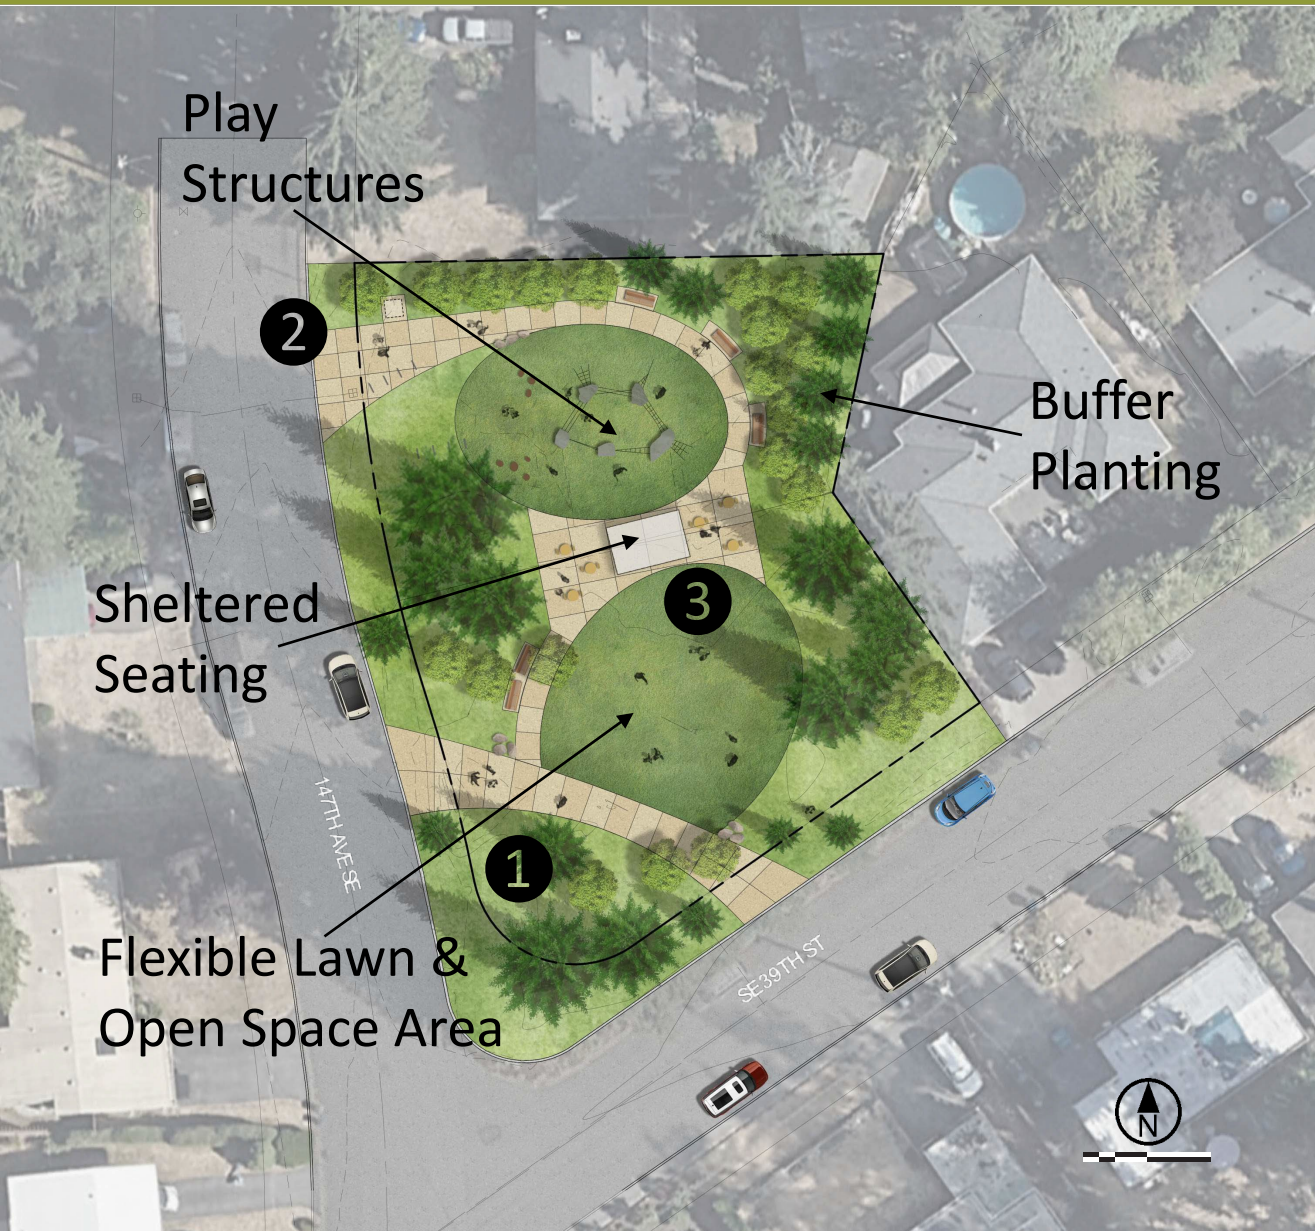 Play
Structures
2
Buffer
Planting
Sheltered
Seating
3
147TH AVE SE
1
Flexible Lawn &
Open Space Area
SE 39TH ST
N